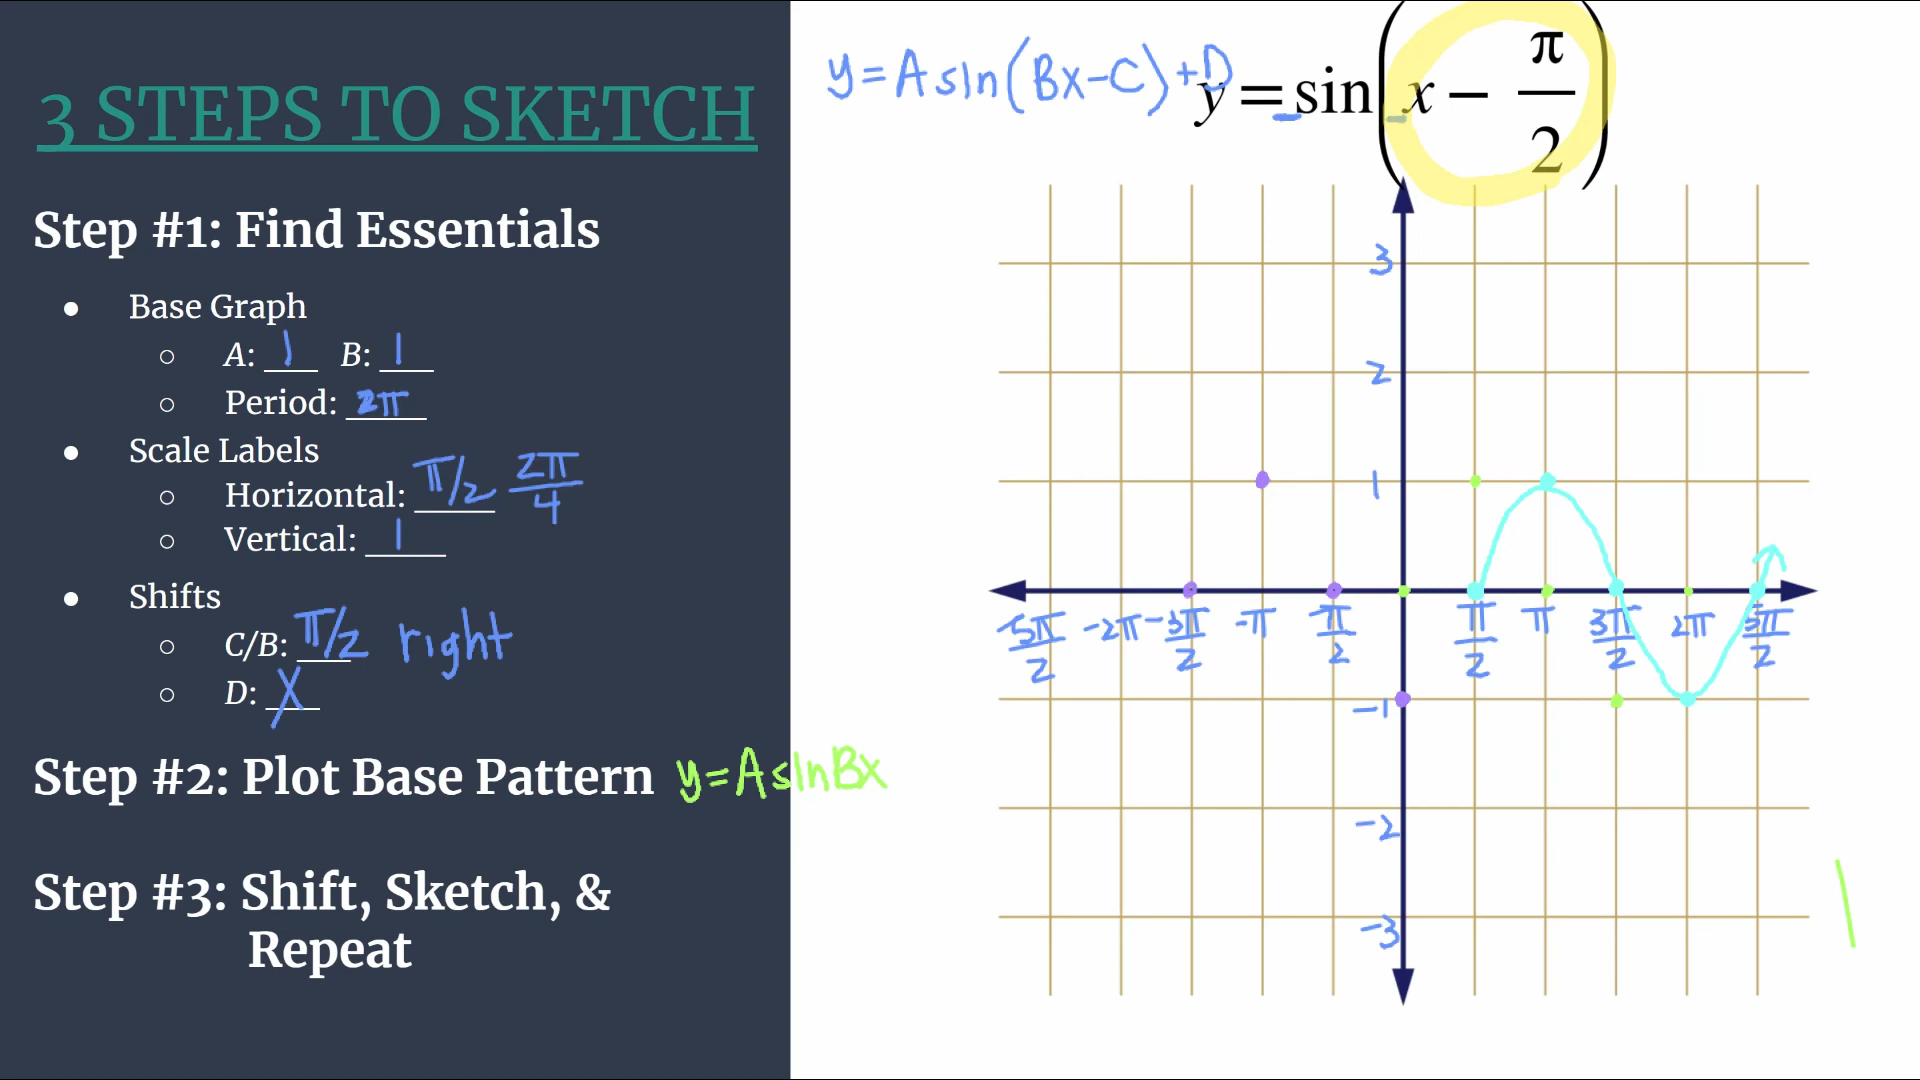 3 STEPS TO SKETCH
Step #1: Find Essentials
● Base Graph
○ A: 1 B: 1
○ Period: 2π
● Scale Labels
○ Horizontal: π/2 2π/4
○ Vertical: 1
● Shifts
○ C/B: π/2 right
○ D: X
Step #2: Plot Base Pattern y=AsinBx
Step #3: Shift, Sketch, &
Repeat
y=Asin(Bx-C)+D
y = sin(x − π/2)
3
2
1
-5π/2 -2π -3π/2 -π -π/2 π/2 π 3π/2 2π 5π/2
-1
-2
-3